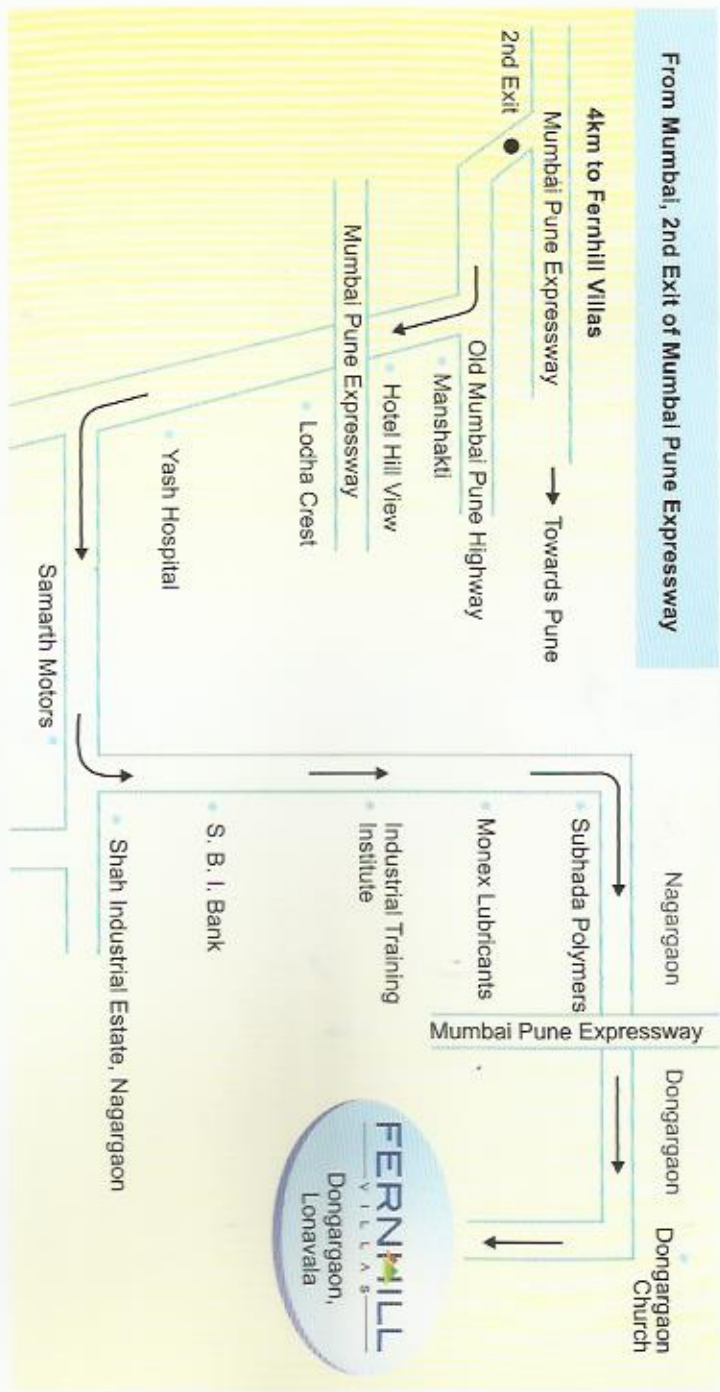 From Mumbai, 2nd Exit of Mumbai Pune Expressway
4km to Fernhill Villas
Mumbai Pune Expressway
Towards Pune
2nd Exit
Old Mumbai Pune Highway
Manshakti
Hotel Hill View
Mumbai Pune Expressway
Lodha Crest
Yash Hospital
Samarth Motors
Shah Industrial Estate, Nagargaon
S. B. I. Bank
Industrial Training
Institute
Monex Lubricants
Subhada Polymers
Nagargaon
Mumbai Pune Expressway
Dongargaon
Dongargaon
Church
FERNHILL
VILLAS
Dongargaon,
Lonavala